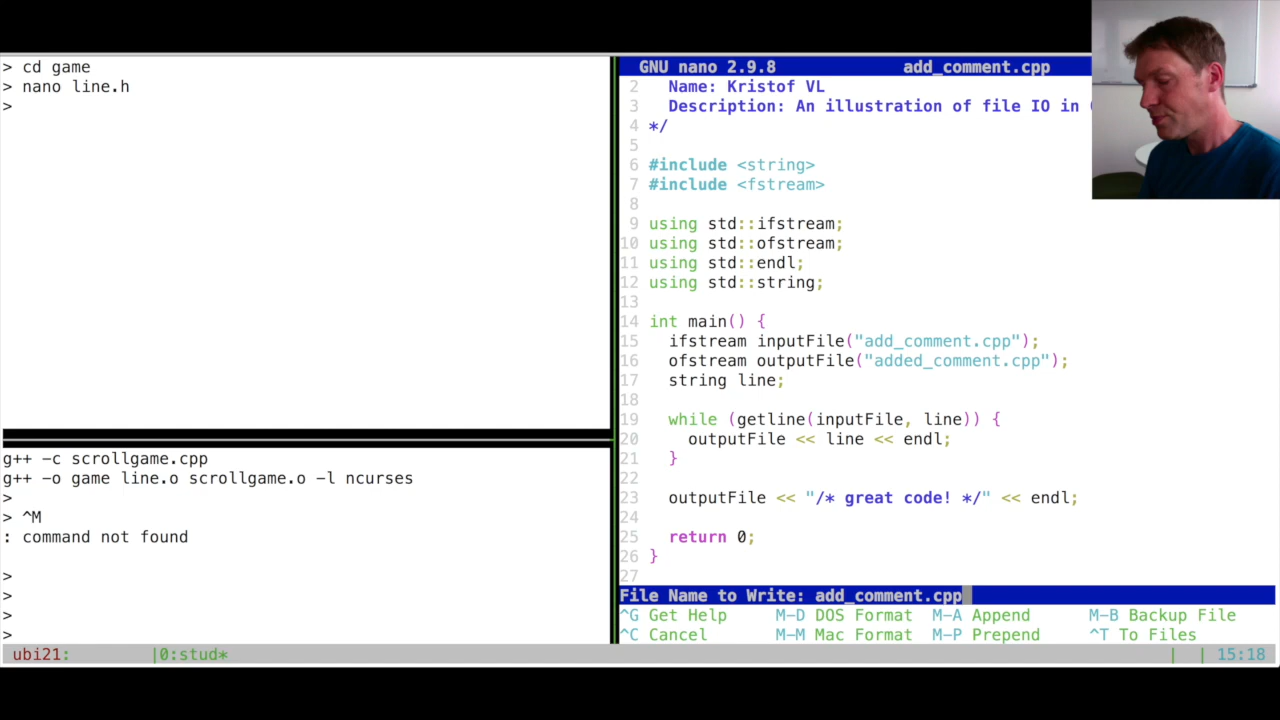 > cd game
> nano line.h
>
g++ -c scrollgame.cpp
g++ -o game line.o scrollgame.o -l ncurses
>
> ^M
: command not found
>
>
>
>
GNU nano 2.9.8 add_comment.cpp
2 Name: Kristof VL
3 Description: An illustration of file IO in
4 */
5
6 #include <string>
7 #include <fstream>
8
9 using std::ifstream;
10 using std::ofstream;
11 using std::endl;
12 using std::string;
13
14 int main() {
15 ifstream inputFile("add_comment.cpp");
16 ofstream outputFile("added_comment.cpp");
17 string line;
18
19 while (getline(inputFile, line)) {
20 outputFile << line << endl;
21 }
22
23 outputFile << "/* great code! */" << endl;
24
25 return 0;
26 }
27
File Name to Write: add_comment.cpp
^G Get Help M-D DOS Format M-A Append M-B Backup File
^C Cancel M-M Mac Format M-P Prepend ^T To Files
ubi21: |0:stud* | | 15:18